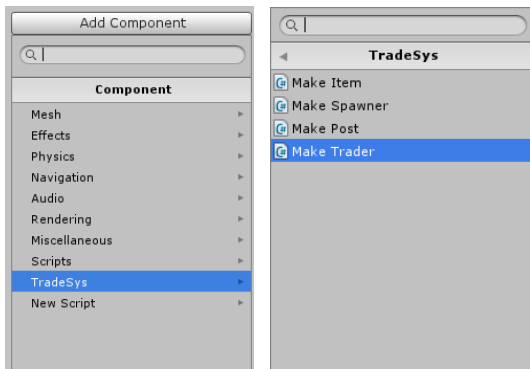 Add Component
Component
Mesh
Effects
Physics
Navigation
Audio
Rendering
Miscellaneous
Scripts
TradeSys
New Script
TradeSys
Make Item
Make Spawner
Make Post
Make Trader